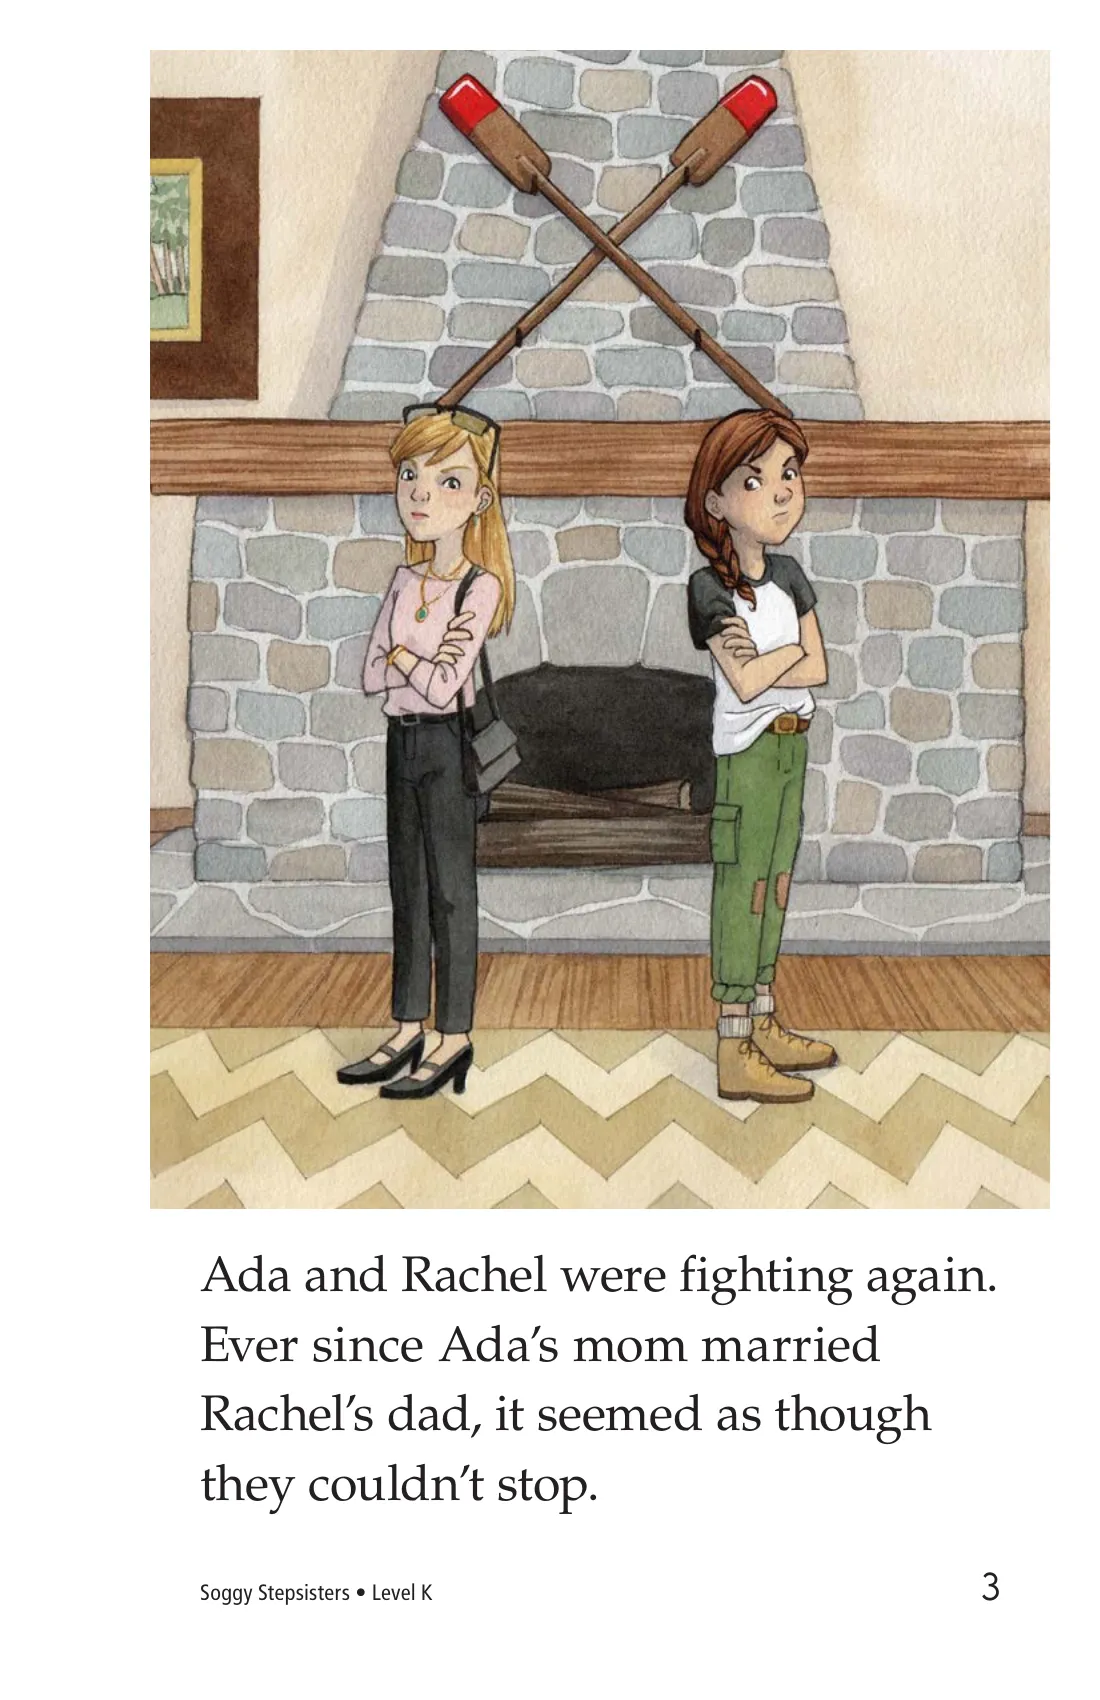 Ada and Rachel were fighting again.
Ever since Ada’s mom married
Rachel’s dad, it seemed as though
they couldn’t stop.
Soggy Stepsisters • Level K
3